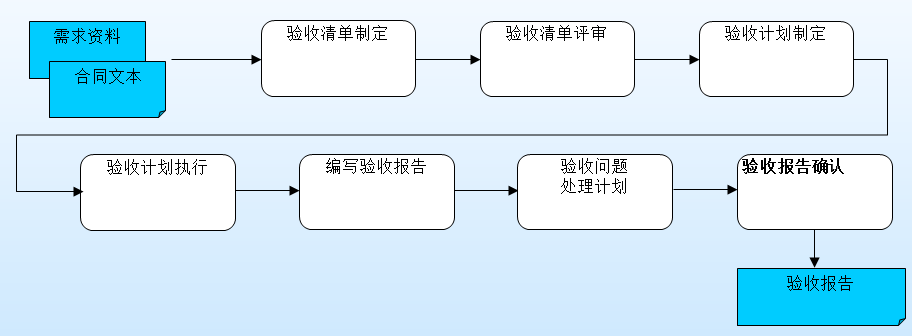 需求资料
合同文本
验收清单制定
验收清单评审
验收计划制定
验收计划执行
编写验收报告
验收问题
处理计划
验收报告确认
验收报告